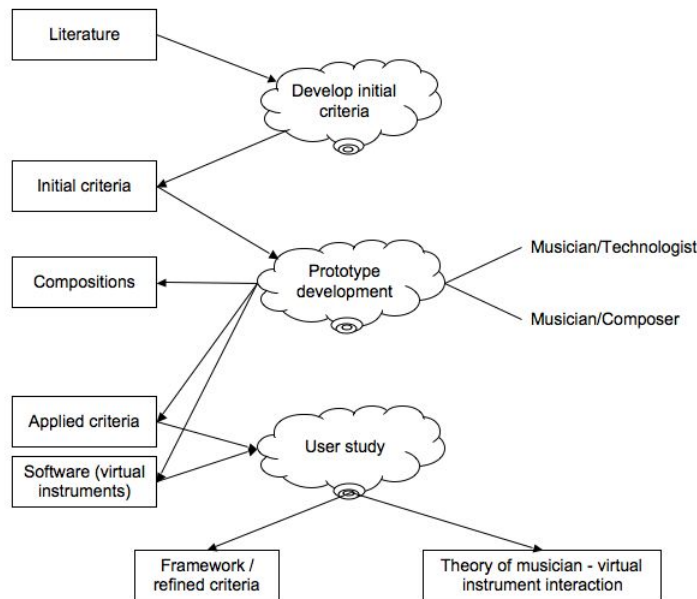 Literature
Develop initial
criteria
Initial criteria
Compositions
Prototype
development
Musician/Technologist
Musician/Composer
Applied criteria
Software (virtual
instruments)
User study
Framework /
refined criteria
Theory of musician - virtual
instrument interaction